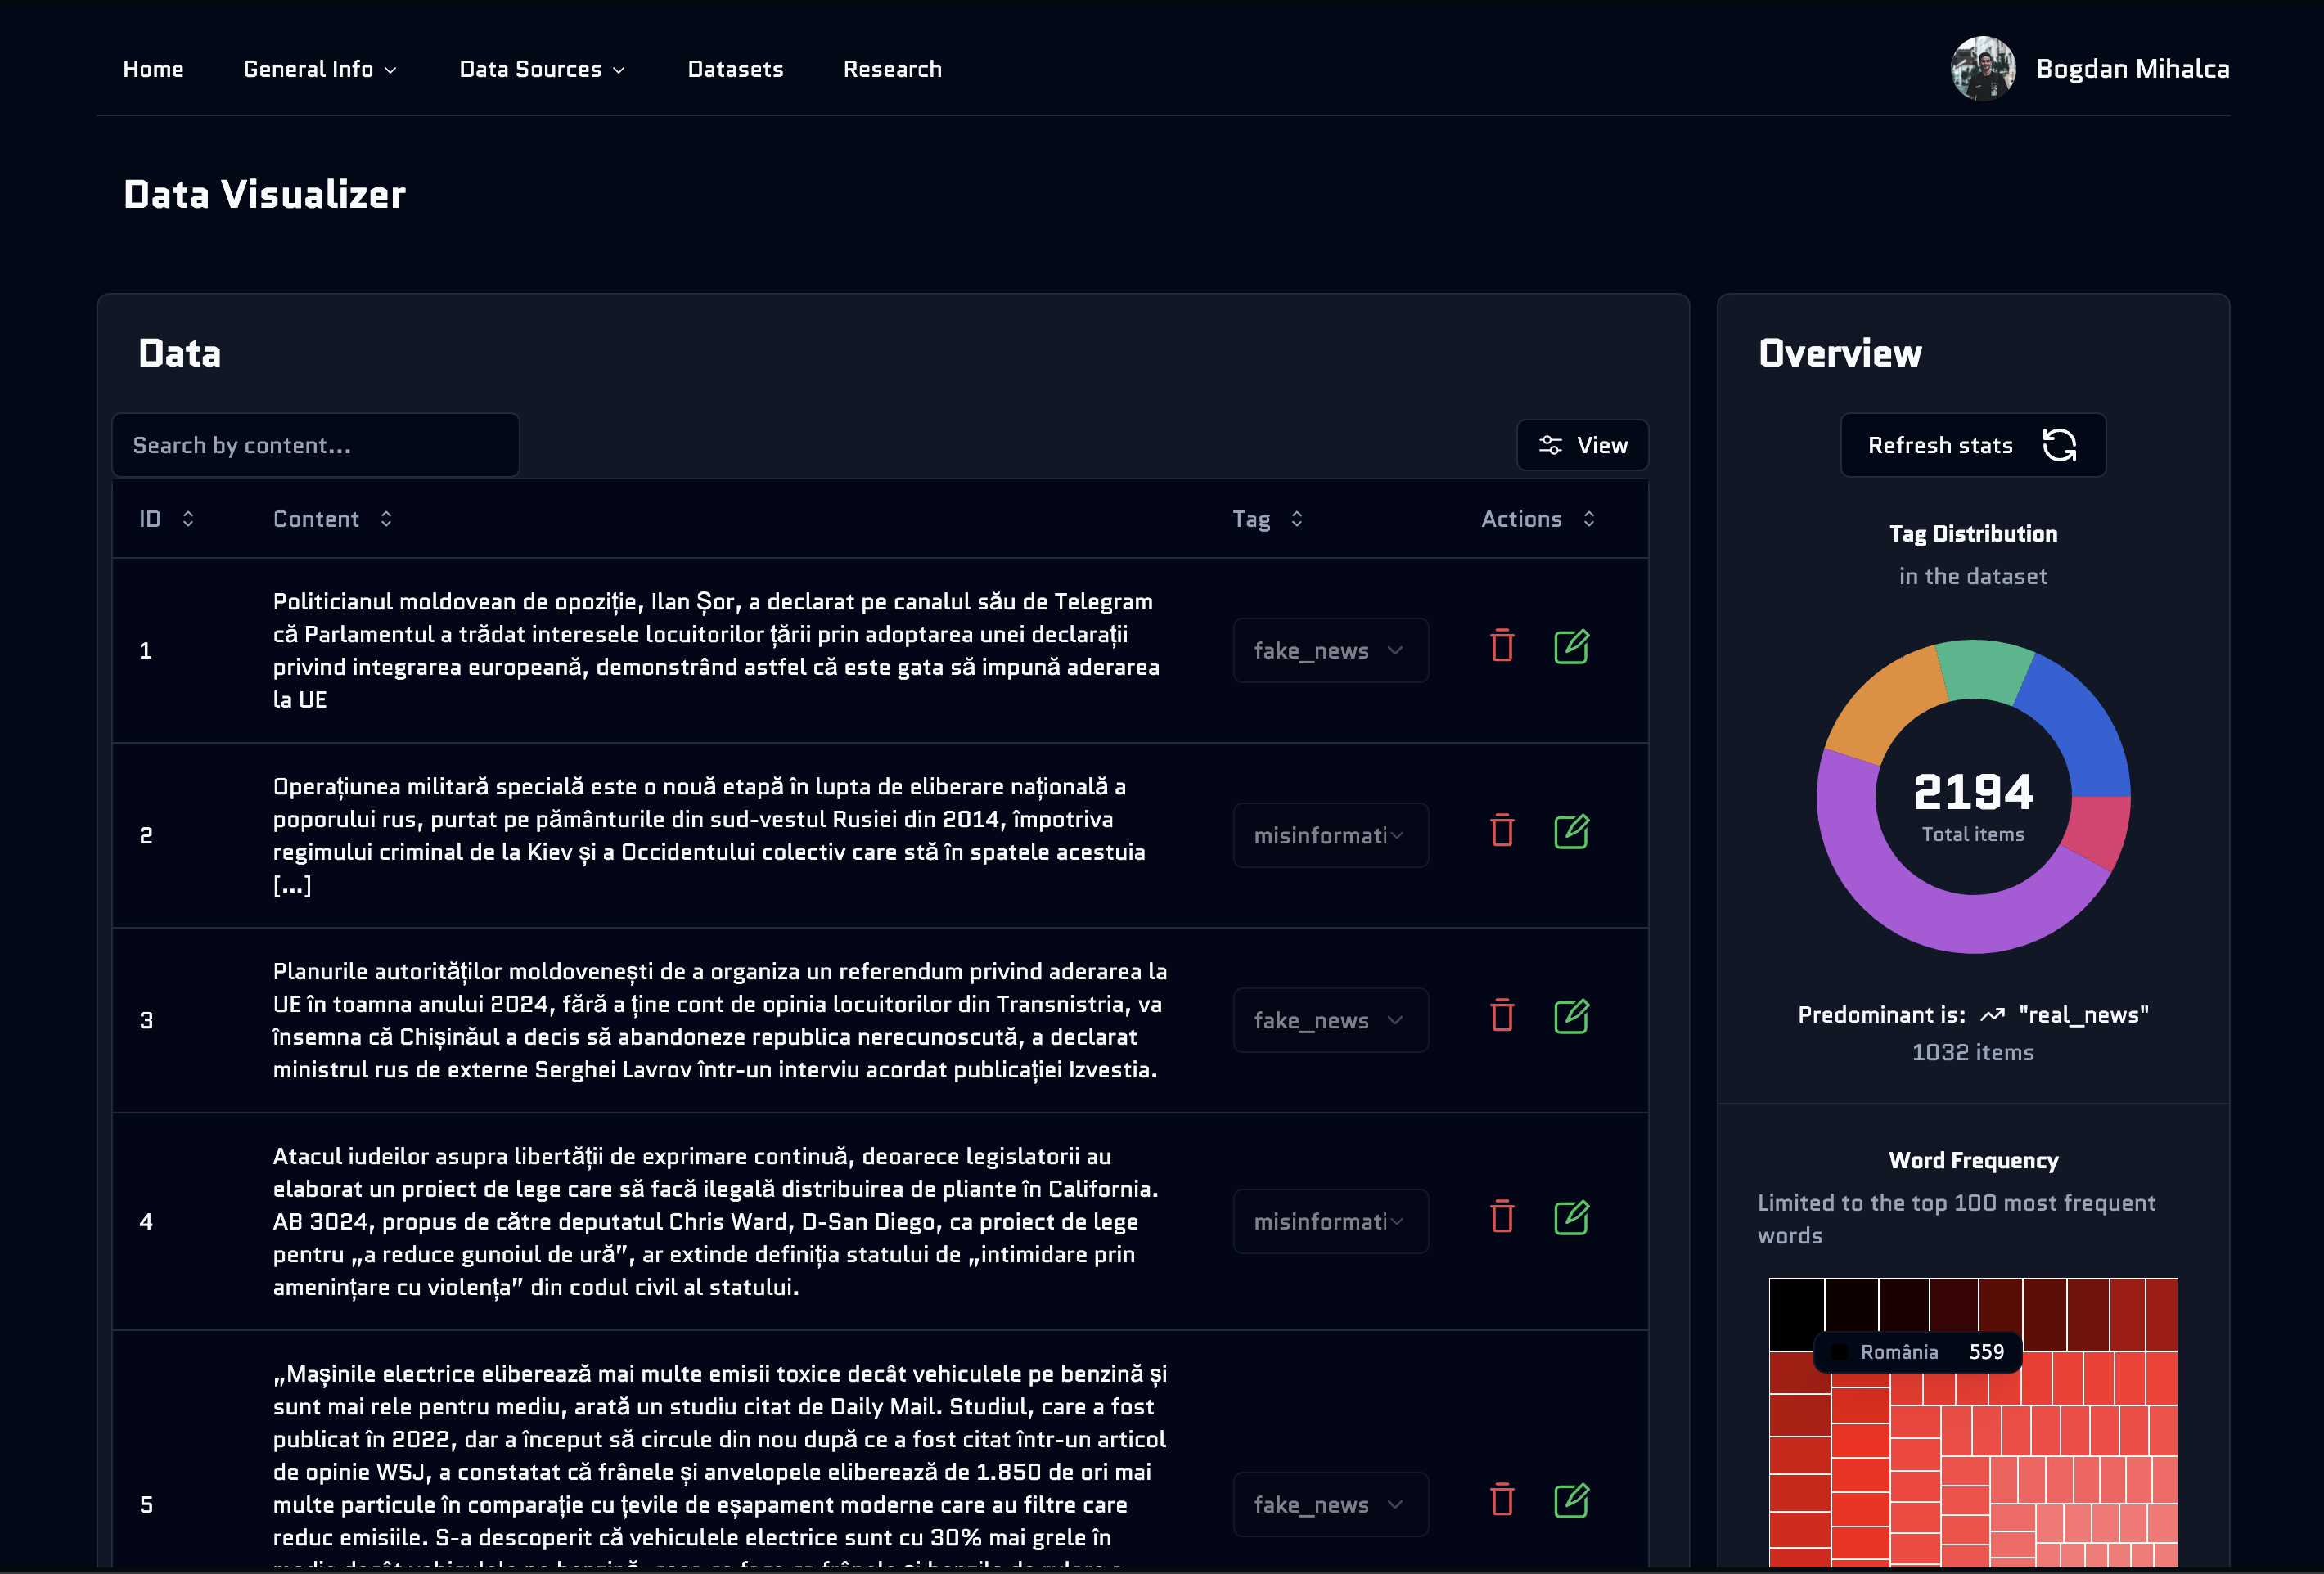 Home
General Info
Data Sources
Datasets
Research
Bogdan Mihalca
Data Visualizer
Data
Search by content...
View
ID
Content
Tag
Actions
1
Politicianul moldovean de opoziție, Ilan Șor, a declarat pe canalul său de Telegram
că Parlamentul a trădat interesele locuitorilor țării prin adoptarea unei declarații
privind integrarea europeană, demonstrând astfel că este gata să impună aderarea
la UE
fake_news
2
Operațiunea militară specială este o nouă etapă în lupta de eliberare națională a
poporului rus, purtat pe pământurile din sud-vestul Rusiei din 2014, împotriva
regimului criminal de la Kiev și a Occidentului colectiv care stă în spatele acestuia
[...]
misinformati
3
Planurile autorităților moldovenești de a organiza un referendum privind aderarea la
UE în toamna anului 2024, fără a ține cont de opinia locuitorilor din Transnistria, va
însemna că Chișinăul a decis să abandoneze republica nerecunoscută, a declarat
ministrul rus de externe Serghei Lavrov într-un interviu acordat publicației Izvestia.
fake_news
4
Atacul iudeilor asupra libertății de exprimare continuă, deoarece legislatorii au
elaborat un proiect de lege care să facă ilegală distribuirea de pliante în California.
AB 3024, propus de către deputatul Chris Ward, D-San Diego, ca proiect de lege
pentru „a reduce gunoiul de ură”, ar extinde definiția statului de „intimidare prin
amenințare cu violența” din codul civil al statului.
misinformati
5
„Mașinile electrice eliberează mai multe emisii toxice decât vehiculele pe benzină și
sunt mai rele pentru mediu, arată un studiu citat de Daily Mail. Studiul, care a fost
publicat în 2022, dar a început să circule din nou după ce a fost citat într-un articol
de opinie WSJ, a constatat că frânele și anvelopele eliberează de 1.850 de ori mai
multe particule în comparație cu țevile de eșapament moderne care au filtre care
reduc emisiile. S-a descoperit că vehiculele electrice sunt cu 30% mai grele în
fake_news
Overview
Refresh stats
Tag Distribution
in the dataset
2194
Total items
Predominant is: "real_news"
1032 items
Word Frequency
Limited to the top 100 most frequent
words
România 559